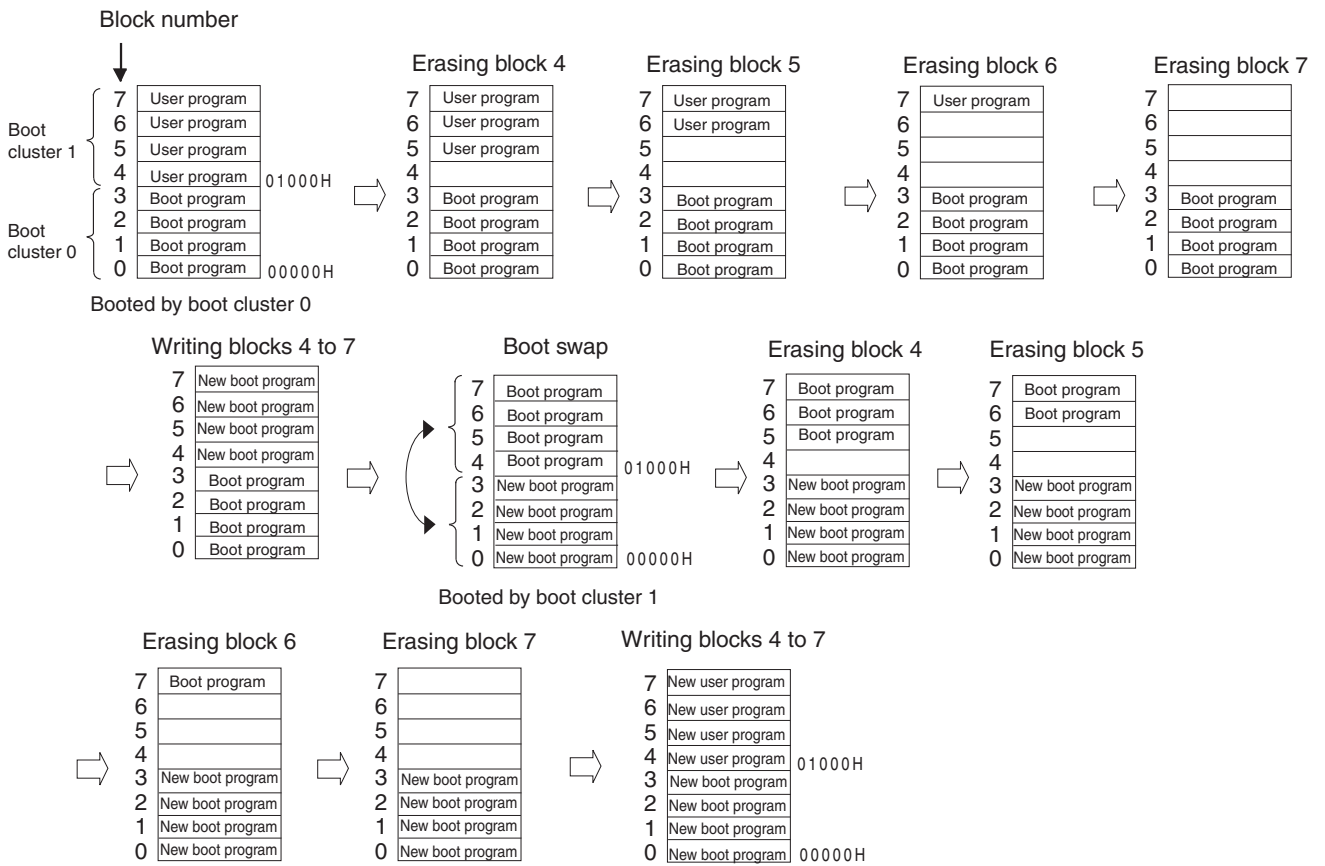 Block number
Erasing block 4
Erasing block 5
Erasing block 6
Erasing block 7
Boot
cluster 1
Boot
cluster 0
7 User program
6 User program
5 User program
4 User program 01000H
3 Boot program
2 Boot program
1 Boot program
0 Boot program 00000H
Booted by boot cluster 0
7 User program
6 User program
5 User program
4
3 Boot program
2 Boot program
1 Boot program
0 Boot program
7 User program
6 User program
5
4
3 Boot program
2 Boot program
1 Boot program
0 Boot program
7 User program
6
5
4
3 Boot program
2 Boot program
1 Boot program
0 Boot program
7
6
5
4
3 Boot program
2 Boot program
1 Boot program
0 Boot program
Writing blocks 4 to 7
7 New boot program
6 New boot program
5 New boot program
4 New boot program
3 Boot program
2 Boot program
1 Boot program
0 Boot program
Boot swap
7 Boot program
6 Boot program
5 Boot program
4 Boot program 01000H
3 New boot program
2 New boot program
1 New boot program
0 New boot program 00000H
Booted by boot cluster 1
Erasing block 4
7 Boot program
6 Boot program
5 Boot program
4
3 New boot program
2 New boot program
1 New boot program
0 New boot program
Erasing block 5
7 Boot program
6 Boot program
5
4
3 New boot program
2 New boot program
1 New boot program
0 New boot program
Erasing block 6
7 Boot program
6
5
4
3 New boot program
2 New boot program
1 New boot program
0 New boot program
Erasing block 7
7
6
5
4
3 New boot program
2 New boot program
1 New boot program
0 New boot program
Writing blocks 4 to 7
7 New user program
6 New user program
5 New user program
4 New user program 01000H
3 New boot program
2 New boot program
1 New boot program
0 New boot program 00000H